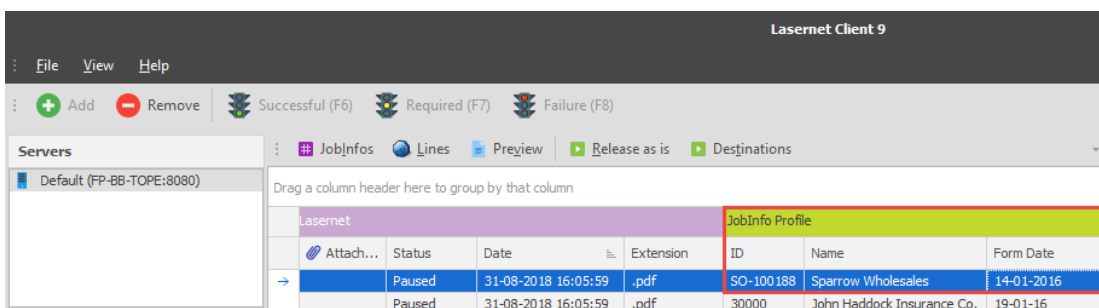 Lasernet Client 9
File View Help
Add Remove Successful (F6) Required (F7) Failure (F8)
Servers JobInfos Lines Preview Release as is Destinations
Default (FP-BB-TOPE:8080) Drag a column header here to group by that column
Lasernet JobInfo Profile
Attach... Status Date Extension ID Name Form Date
Paused 31-08-2018 16:05:59 .pdf SO-100188 Sparrow Wholesales 14-01-2016
Paused 31-08-2018 16:05:59 .pdf 30000 John Haddock Insurance Co. 19-01-16